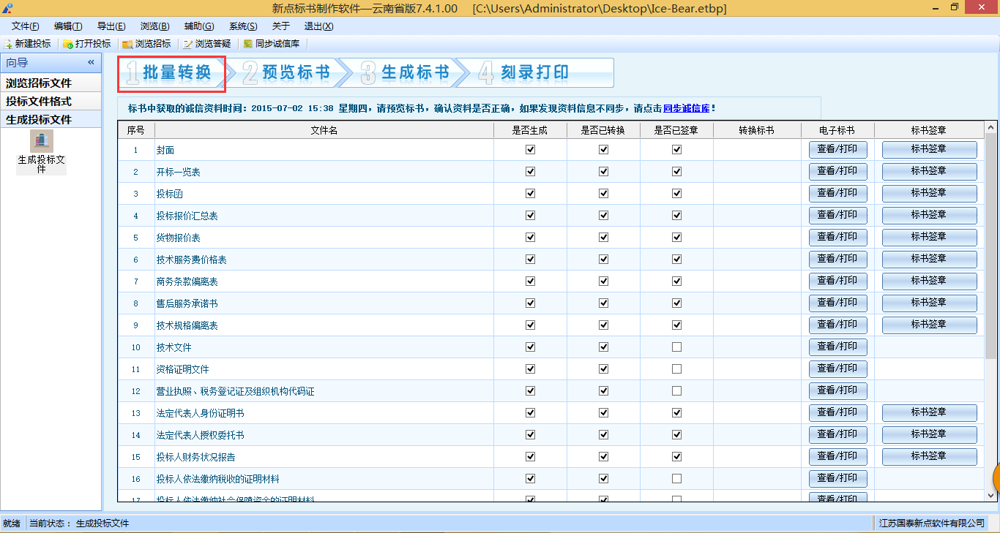 新点标书制作软件—云南省版7.4.1.00 [C:\Users\Administrator\Desktop\Ice-Bear.etbp]
文件(F) 编辑(T) 导出(E) 浏览(B) 辅助(G) 系统(S) 关于 退出(X)
新建投标 打开投标 浏览招标 浏览答疑 同步诚信库
向导 «
浏览招标文件
投标文件格式
生成投标文件
生成投标文
件
1 批量转换 2 预览标书 3 生成标书 4 刻录打印
标书中获取的诚信资料时间：2015-07-02 15:38 星期四，请预览标书，确认资料是否正确，如果发现资料信息不同步，请点击同步诚信库！
序号 文件名 是否生成 是否已转换 是否已签章 转换标书 电子标书 标书签章
1 封面 查看/打印 标书签章
2 开标一览表 查看/打印 标书签章
3 投标函 查看/打印 标书签章
4 投标报价汇总表 查看/打印 标书签章
5 货物报价表 查看/打印 标书签章
6 技术服务费价格表 查看/打印 标书签章
7 商务条款偏离表 查看/打印 标书签章
8 售后服务承诺书 查看/打印 标书签章
9 技术规格偏离表 查看/打印 标书签章
10 技术文件 查看/打印
11 资格证明文件 查看/打印
12 营业执照、税务登记证及组织机构代码证 查看/打印
13 法定代表人身份证明书 查看/打印 标书签章
14 法定代表人授权委托书 查看/打印 标书签章
15 投标人财务状况报告 查看/打印 标书签章
16 投标人依法缴纳税收的证明材料 查看/打印
17 投标人依法缴纳社会保障资金的证明材料 查看/打印
就绪 当前状态： 生成投标文件 江苏国泰新点软件有限公司